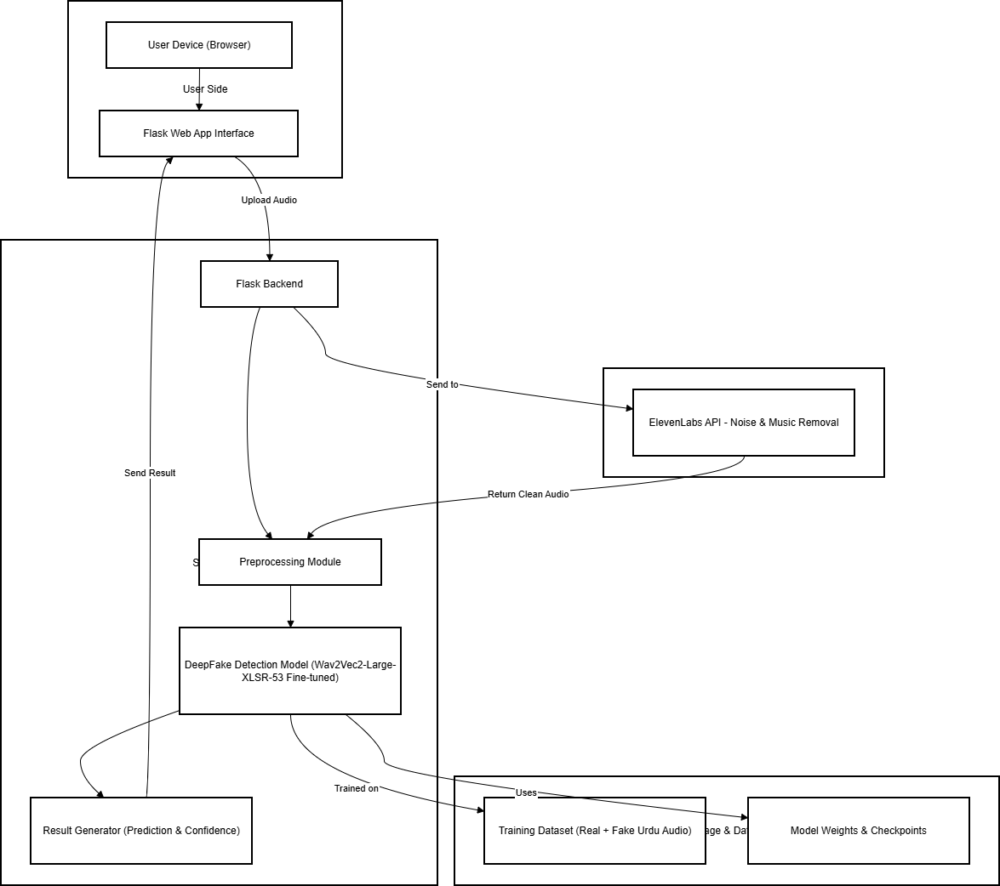 User Device (Browser)
User Side
Flask Web App Interface
Upload Audio
Flask Backend
Send to
ElevenLabs API - Noise & Music Removal
Send Result
Return Clean Audio
Preprocessing Module
DeepFake Detection Model (Wav2Vec2-Large-
XLSR-53 Fine-tuned)
Trained on
Uses
Result Generator (Prediction & Confidence)
Training Dataset (Real + Fake Urdu Audio)
Model Weights & Checkpoints